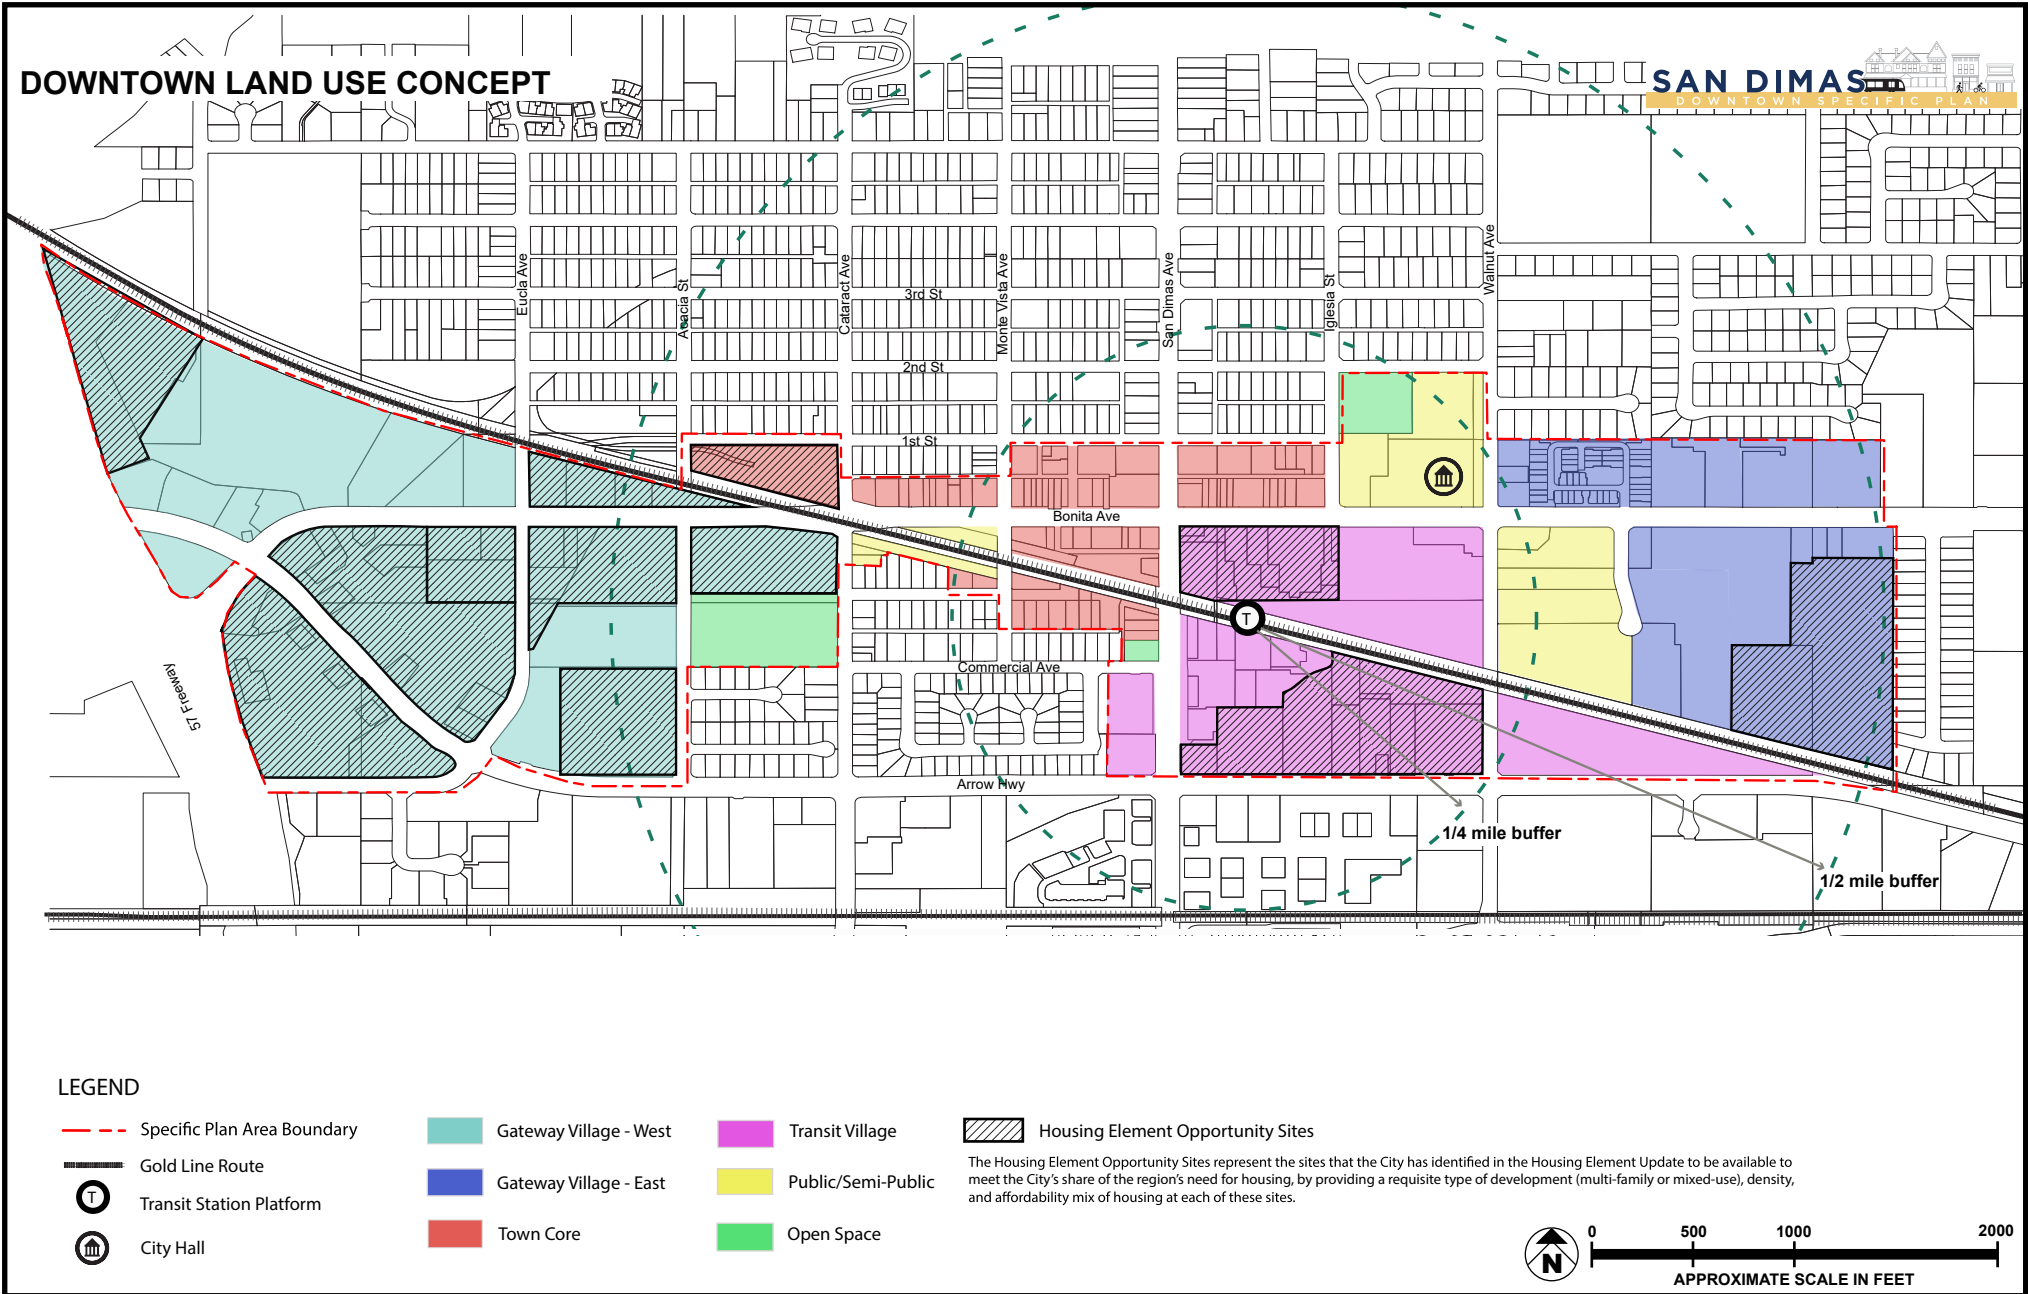 DOWNTOWN LAND USE CONCEPT
SAN DIMAS
DOWNTOWN SPECIFIC PLAN
Eucla Ave
Acacia St
Cataract Ave
Monte Vista Ave
San Dimas Ave
Iglesia St
Walnut Ave
3rd St
2nd St
1st St
Bonita Ave
T
Commercial Ave
57 Freeway
Arrow Hwy
1/4 mile buffer
1/2 mile buffer
LEGEND
Specific Plan Area Boundary
Gold Line Route
T
Transit Station Platform
City Hall
Gateway Village - West
Gateway Village - East
Town Core
Transit Village
Public/Semi-Public
Open Space
Housing Element Opportunity Sites
The Housing Element Opportunity Sites represent the sites that the City has identified in the Housing Element Update to be available to
meet the City's share of the region's need for housing, by providing a requisite type of development (multi-family or mixed-use), density,
and affordability mix of housing at each of these sites.
N
0 500 1000 2000
APPROXIMATE SCALE IN FEET